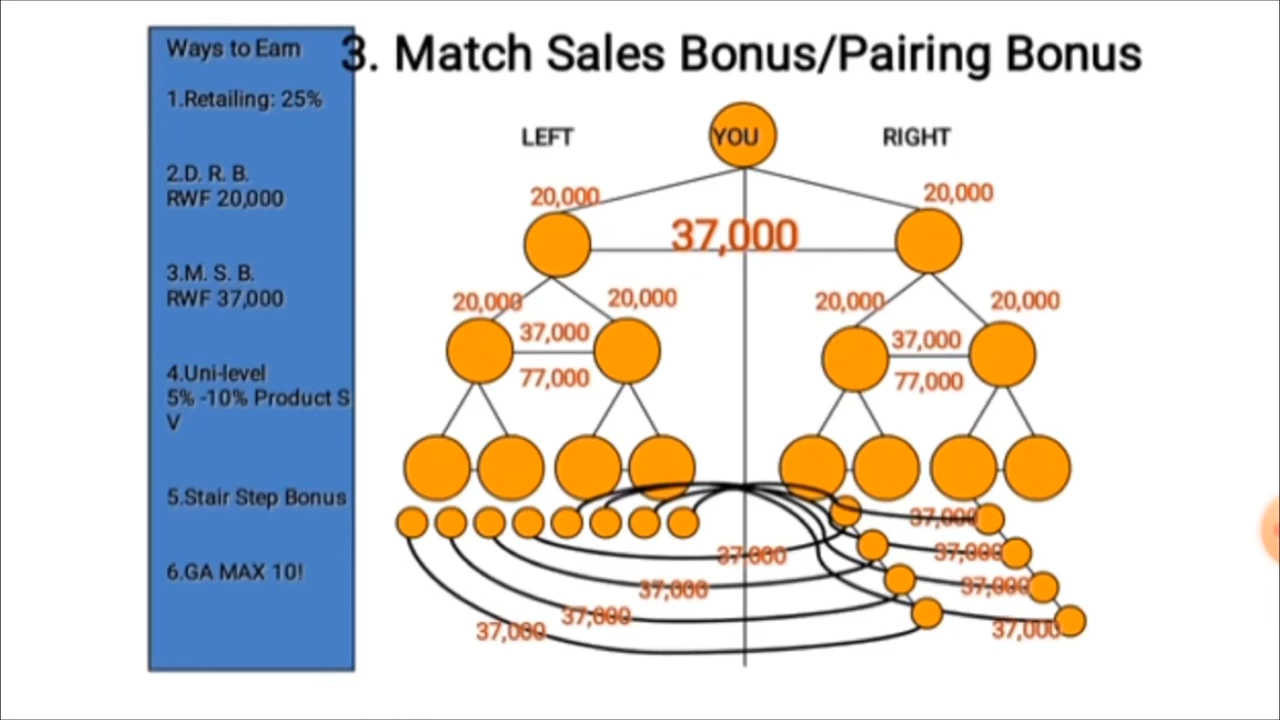 Ways to Earn
3. Match Sales Bonus/Pairing Bonus
1.Retailing: 25%
2.D. R. B.
RWF 20,000
3.M. S. B.
RWF 37,000
4.Uni-level
5% -10% Product S
V
5.Stair Step Bonus
6.GA MAX 10!
LEFT
YOU
RIGHT
20,000
20,000
37,000
20,000
20,000
20,000
20,000
37,000
37,000
77,000
77,000
37,000
37,000
37,000
37,000
37,000
37,000
37,000
37,000